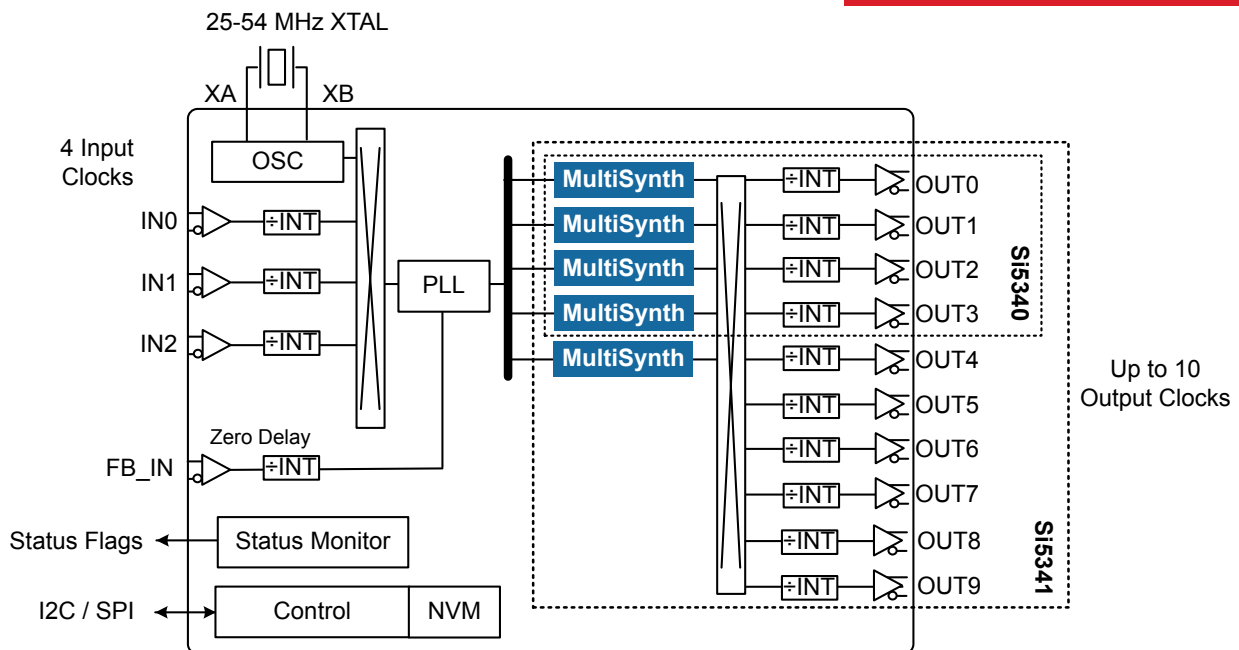 25-54 MHz XTAL
XA
XB
4 Input
Clocks
OSC
IN0
÷INT
IN1
÷INT
IN2
÷INT
PLL
Zero Delay
FB_IN
÷INT
Status Flags
Status Monitor
I2C / SPI
Control
NVM
MultiSynth
MultiSynth
MultiSynth
MultiSynth
MultiSynth
÷INT
OUT0
÷INT
OUT1
÷INT
OUT2
÷INT
OUT3
÷INT
OUT4
÷INT
OUT5
÷INT
OUT6
÷INT
OUT7
÷INT
OUT8
÷INT
OUT9
Si5340
Si5341
Up to 10
Output Clocks